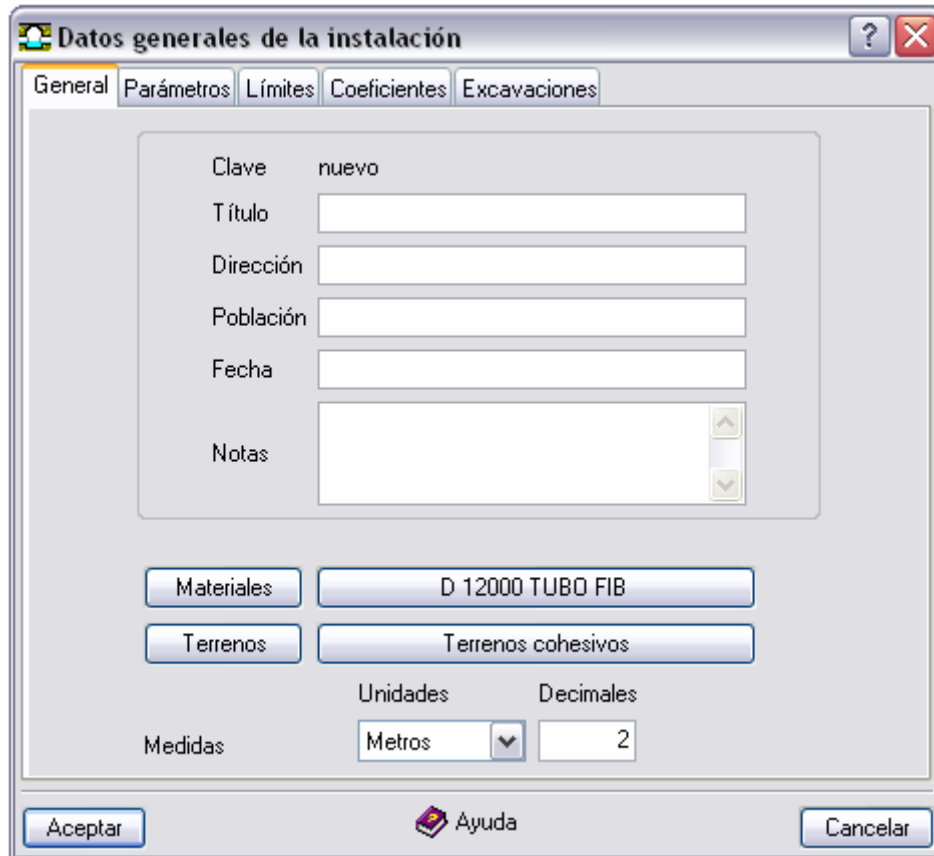 Datos generales de la instalación ?
General Parámetros Límites Coeficientes Excavaciones
Clave nuevo
Título
Dirección
Población
Fecha
Notas
Materiales D 12000 TUBO FIB
Terrenos Terrenos cohesivos
Unidades Decimales
Medidas Metros 2
Aceptar Ayuda Cancelar